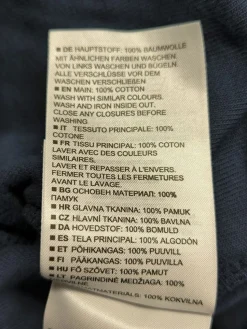 ■ DE HAUPTSTOFF: 100% BAUMWOLLE
MIT ÄHNLICHEN FARBEN WASCHEN
VON LINKS WASCHEN UND BÜGELN.
ALLE VERSCHLÜSSE VOR DEM
WASCHEN SCHLIESSEN.
■ EN MAIN: 100% COTTON
WASH WITH SIMILAR COLOURS.
WASH AND IRON INSIDE OUT.
CLOSE ANY CLOSURES BEFORE
WASHING.
■ IT TESSUTO PRINCIPALE: 100%
COTONE
■ FR TISSU PRINCIPAL: 100% COTON
LAVER AVEC DES COULEURS
SIMILAIRES.
LAVER ET REPASSER À L'ENVERS.
FERMER TOUTES LES FERMETURES
AVANT LE LAVAGE.
■ BG ОСНОВЕН МАТЕРИАЛ: 100%
ПАМУК
■ HR GLAVNA TKANINA: 100% PAMUK
■ CZ HLAVNÍ TKANINA: 100% BAVLNA
■ DA HOVEDSTOF: 100% BOMULD
■ ES TELA PRINCIPAL: 100% ALGODÓN
■ ET PÕHIKANGAS: 100% PUUVILL
■ FI PÄÄKANGAS: 100% PUUVILLA
■ HU FŐ SZÖVET: 100% PAMUT
■ LT PAGRINDINĖ MEDŽIAGA: 100%
MATERIALS: 100% KOKVILNA